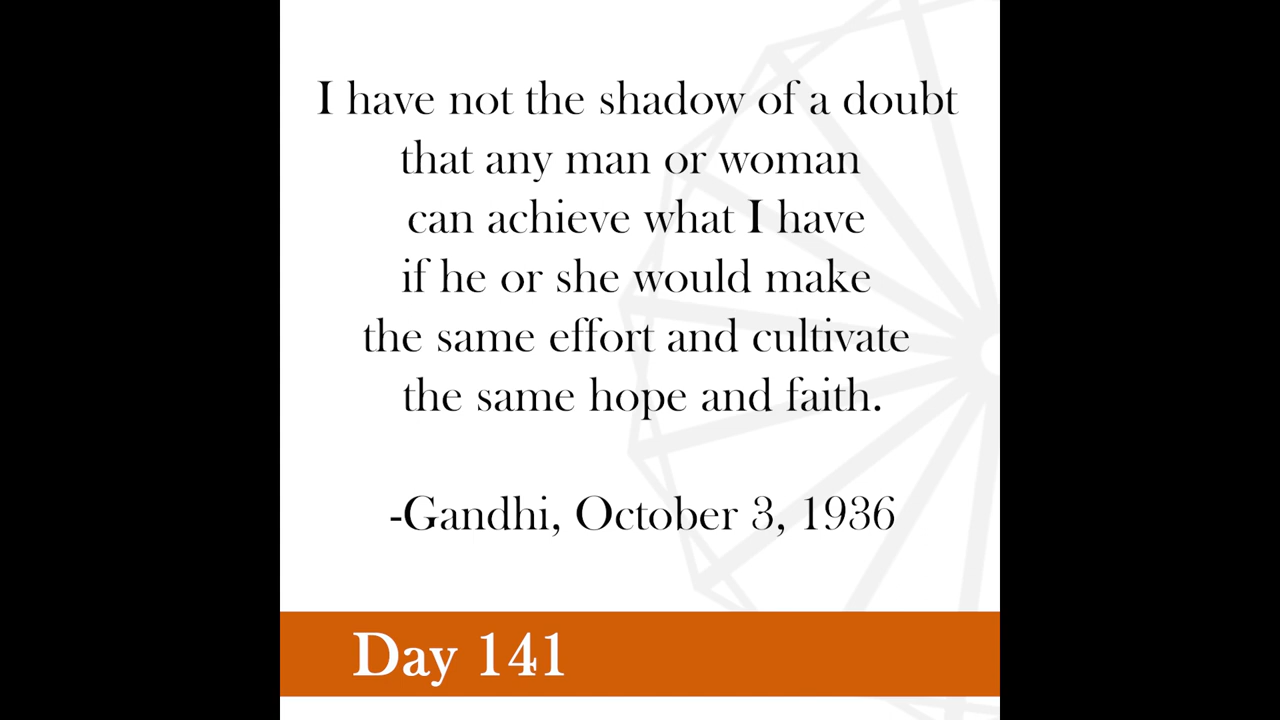 I have not the shadow of a doubt
that any man or woman
can achieve what I have
if he or she would make
the same effort and cultivate
the same hope and faith.
-Gandhi, October 3, 1936
Day 141